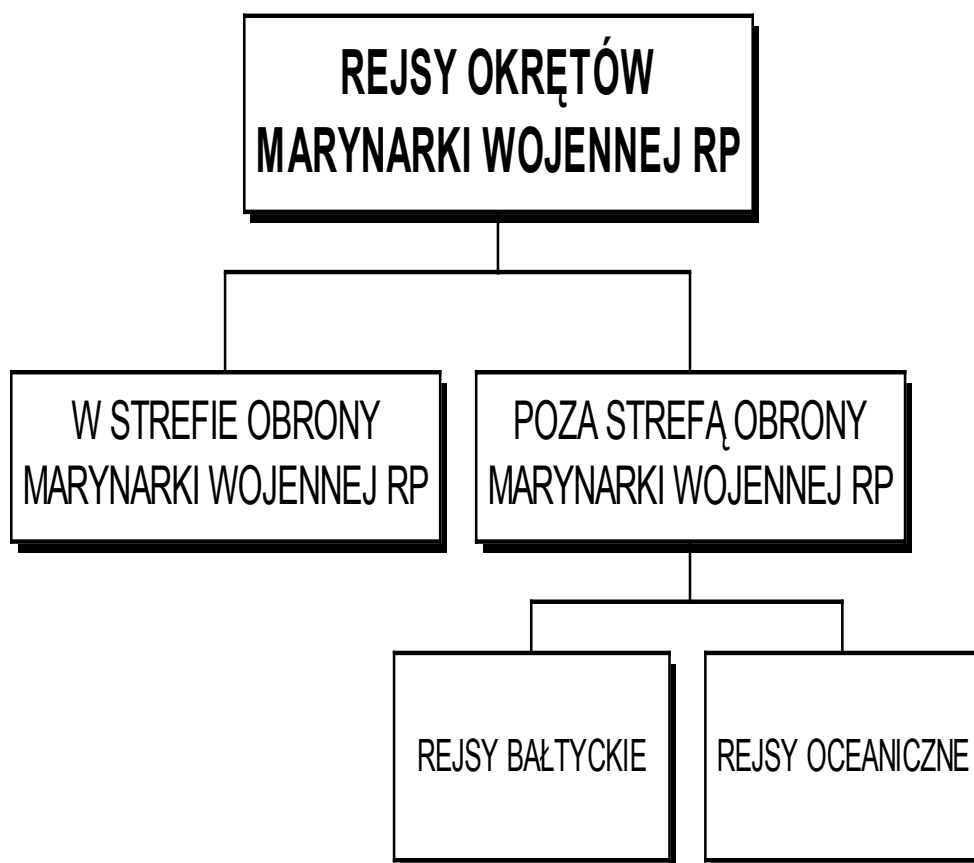 REJSY OKRĘTÓW
MARYNARKI WOJENNEJ RP
W STREFIE OBRONY
MARYNARKI WOJENNEJ RP
POZA STREFĄ OBRONY
MARYNARKI WOJENNEJ RP
REJSY BAŁTYCKIE
REJSY OCEANICZNE